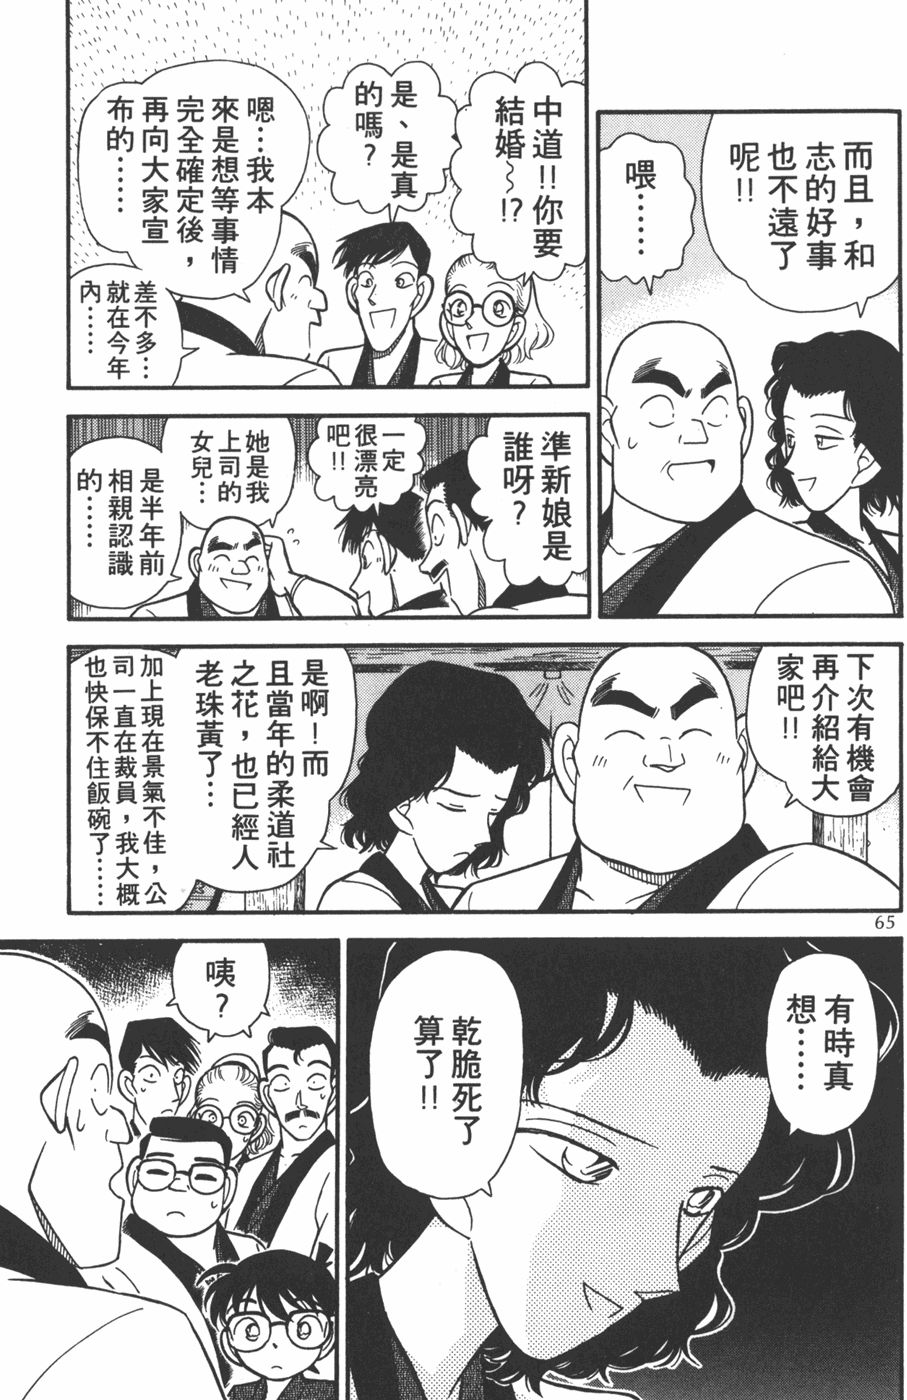 而且，和
志的好事
也不遠了
呢!!
喂……
中道!!你要
結婚～!?
是、是真
的嗎？
嗯…我本
來是想等事情
完全確定後，
再向大家宣
布的……
差不多…
就在今年
內……
準新娘是
誰呀？
一定
很漂亮
吧!!
她是我
上司的
女兒…
是半年前
相親認識
的……
下次有機會
再介紹給大
家吧!!
是啊！而
且當年的柔道社
之花，也已經人
老珠黃了…
加上現在景氣不佳，公
司一直在裁員，我大概
也快保不住飯碗了……
65
有時真
想……
乾脆死了
算了!!
咦？